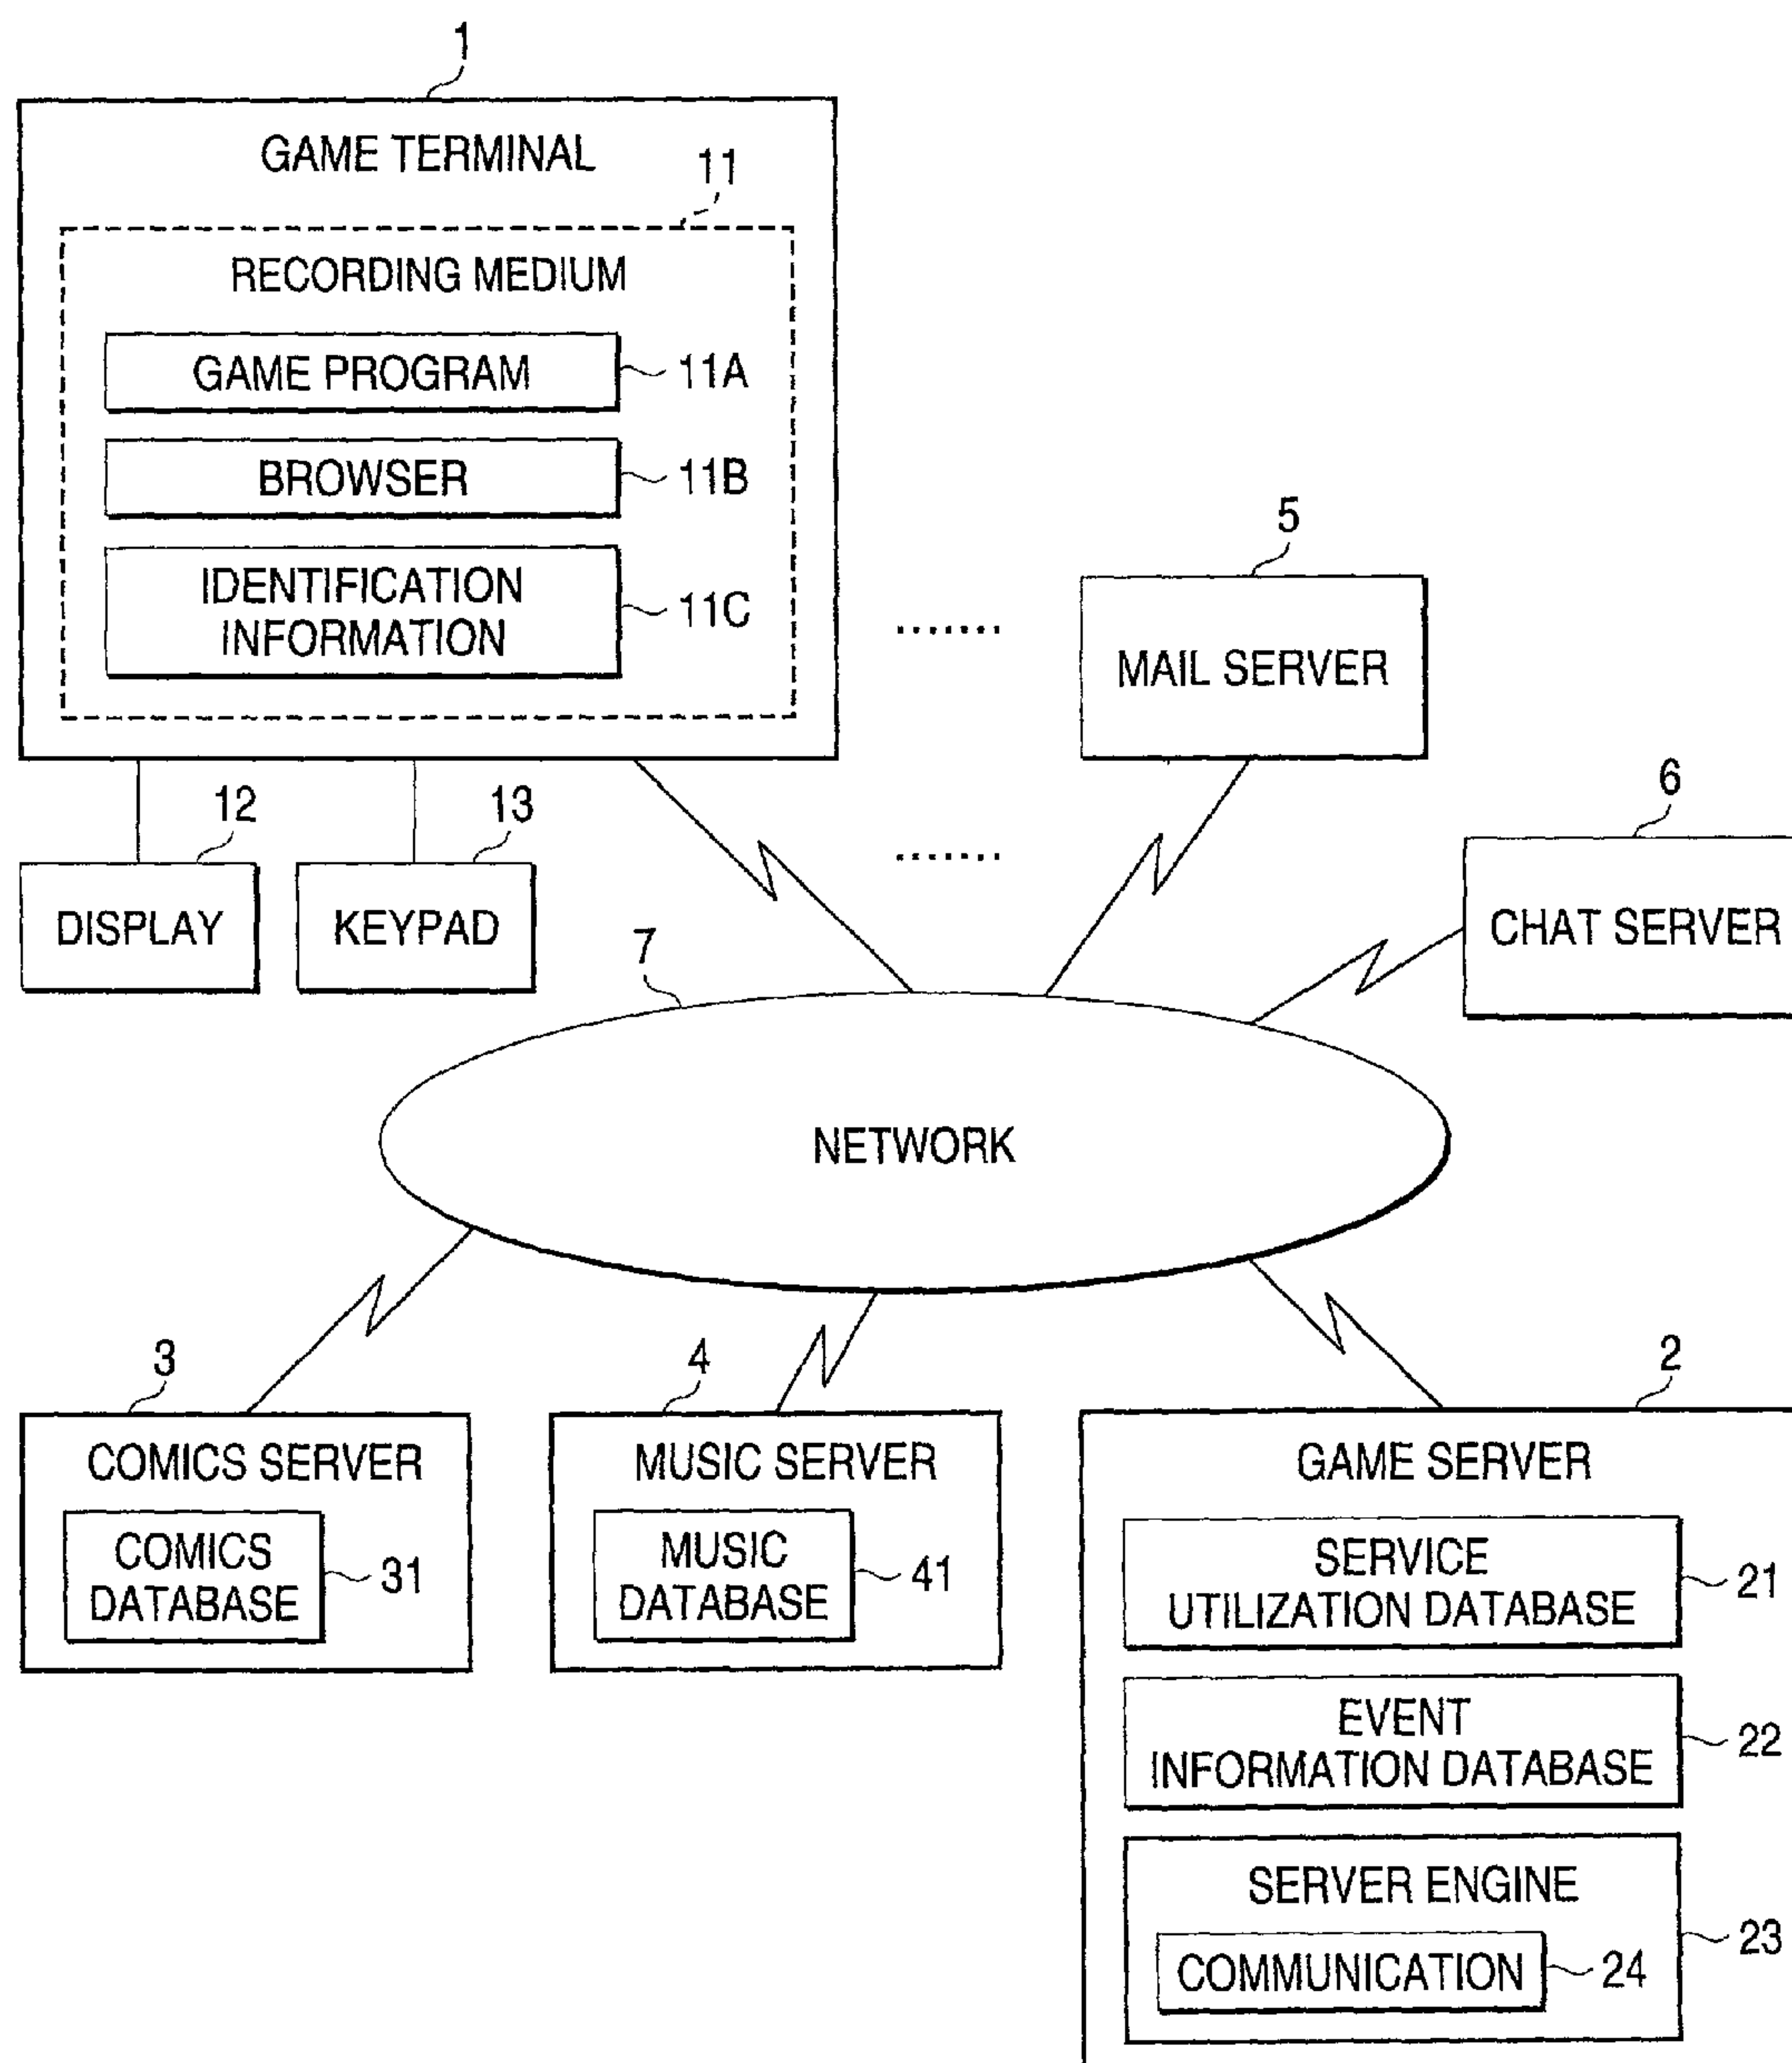 1
GAME TERMINAL
11
RECORDING MEDIUM
GAME PROGRAM
11A
BROWSER
11B
IDENTIFICATION
INFORMATION
11C
.......
5
MAIL SERVER
12
DISPLAY
13
KEYPAD
.......
6
CHAT SERVER
7
NETWORK
3
COMICS SERVER
COMICS
DATABASE
31
4
MUSIC SERVER
MUSIC
DATABASE
41
2
GAME SERVER
SERVICE
UTILIZATION DATABASE
21
EVENT
INFORMATION DATABASE
22
SERVER ENGINE
23
COMMUNICATION
24